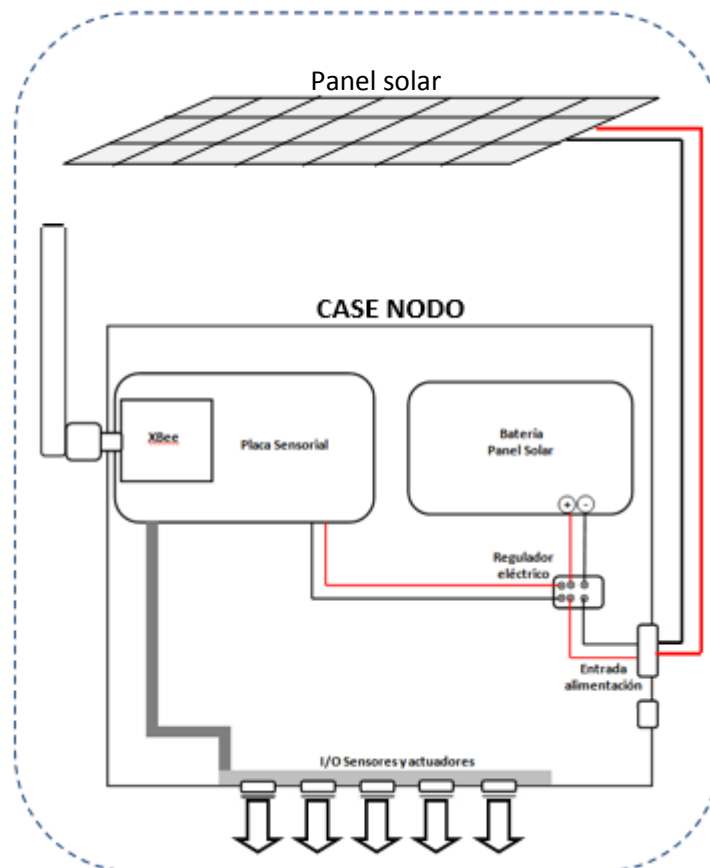 Panel solar
CASE NODO
XBee
Placa Sensorial
Batería
Panel Solar
+ -
Regulador
eléctrico
Entrada
alimentación
I/O Sensores y actuadores